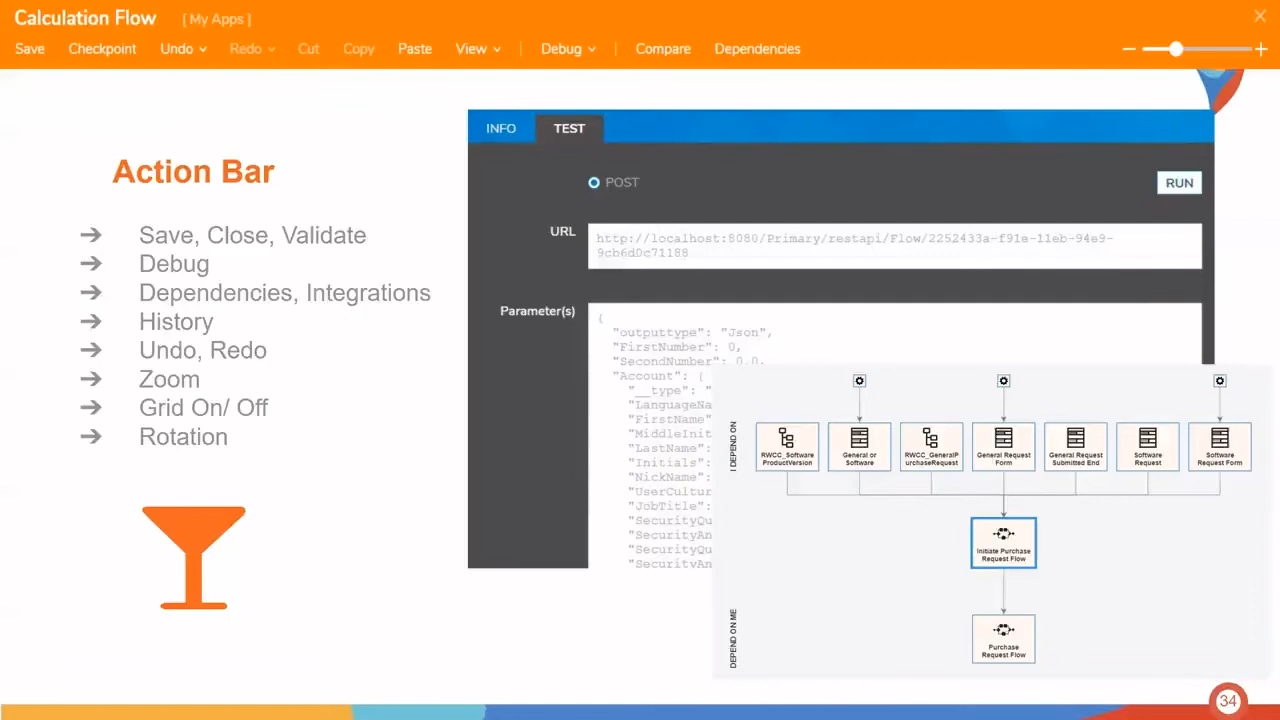 Calculation Flow [ My Apps ]
Save Checkpoint Undo Redo Cut Copy Paste View Debug Compare Dependencies
Action Bar
Save, Close, Validate
Debug
Dependencies, Integrations
History
Undo, Redo
Zoom
Grid On/ Off
Rotation
INFO TEST
POST
RUN
URL
http://localhost:8080/Primary/restapi/Flow/2252433a-f91e-11eb-94e9-
9cb6d0c71188
Parameter(s)
{
"outputtype": "Json",
"FirstNumber": 0,
"SecondNumber": 0.0,
"Account": {
"__type": "
"LanguageNa
"FirstName"
"MiddleInit
"LastName":
"Initials":
"NickName":
"UserCultur
"JobTitle":
"SecurityQu
"SecurityAn
"SecurityQu
"SecurityAn
I DEPEND ON
RWCC_Software
ProductVersion
General or
Software
RWCC_GeneralP
urchaseRequest
General Request
Form
General Request
Submitted End
Software
Request
Software
Request Form
Initiate Purchase
Request Flow
DEPEND ON ME
Purchase
Request Flow
34